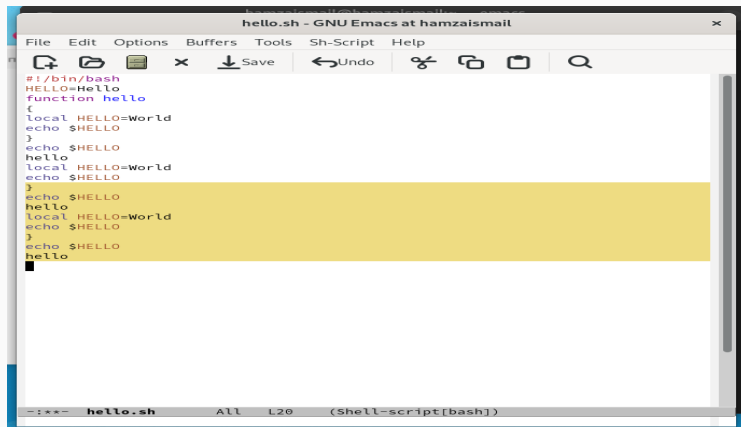 hello.sh - GNU Emacs at hamzaismail
File Edit Options Buffers Tools Sh-Script Help
Save Undo
#!/bin/bash
HELLO=Hello
function hello
{
local HELLO=World
echo $HELLO
}
echo $HELLO
hello
local HELLO=World
echo $HELLO
}
echo $HELLO
hello
local HELLO=World
echo $HELLO
}
echo $HELLO
hello
-:**- hello.sh All L20 (Shell-script[bash])